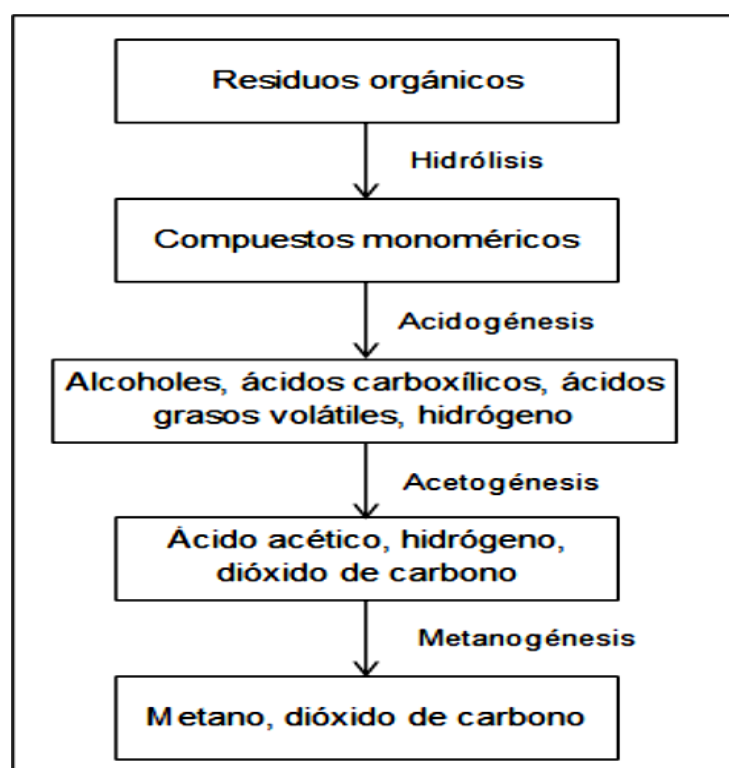 Residuos orgánicos
Hidrólisis
Compuestos monoméricos
Acidogénesis
Alcoholes, ácidos carboxílicos, ácidos
grasos volátiles, hidrógeno
Acetogénesis
Ácido acético, hidrógeno,
dióxido de carbono
Metanogénesis
Metano, dióxido de carbono